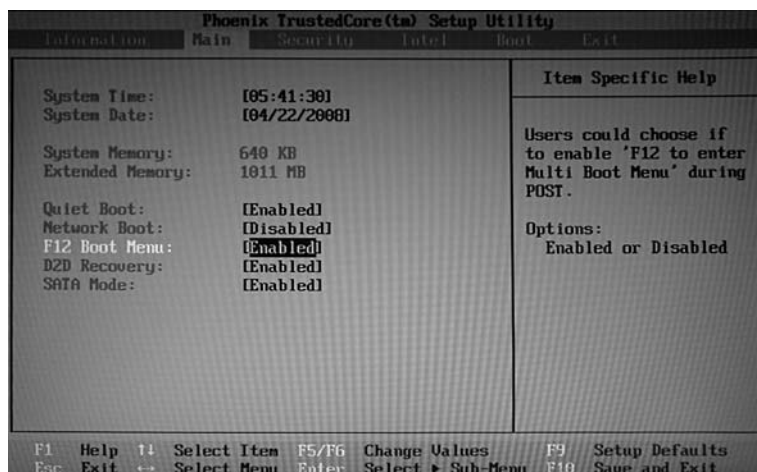 Phoenix TrustedCore(tm) Setup Utility
Information Main Security Intel Boot Exit
System Time: [05:41:30]
System Date: [04/22/2008]
System Memory: 640 KB
Extended Memory: 1011 MB
Quiet Boot: [Enabled]
Network Boot: [Disabled]
F12 Boot Menu: [Enabled]
D2D Recovery: [Enabled]
SATA Mode: [Enabled]
Item Specific Help
Users could choose if
to enable 'F12 to enter
Multi Boot Menu' during
POST.
Options:
Enabled or Disabled
F1 Help ↑↓ Select Item F5/F6 Change Values F9 Setup Defaults
Esc Exit ↔ Select Menu Enter Select ▶ Sub-Menu F10 Save and Exit